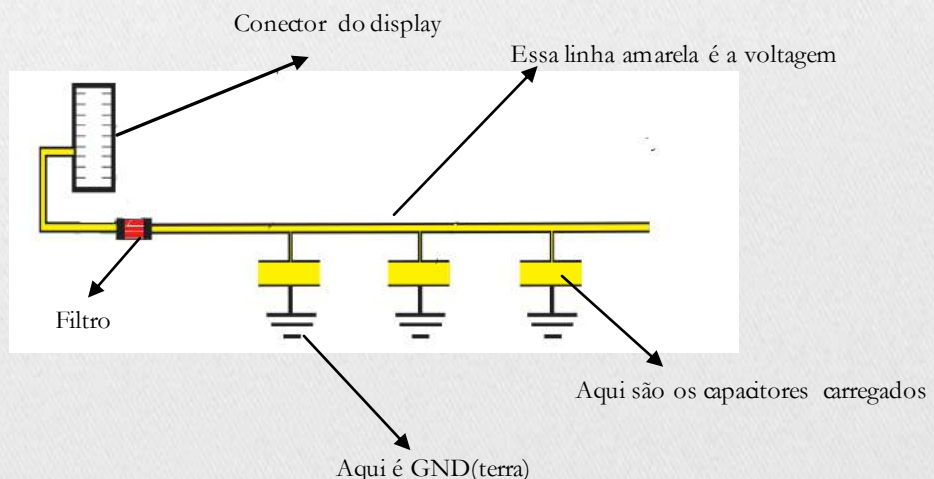 Conector do display
Essa linha amarela é a voltagem
Filtro
Aqui são os capacitores carregados
Aqui é GND(terra)